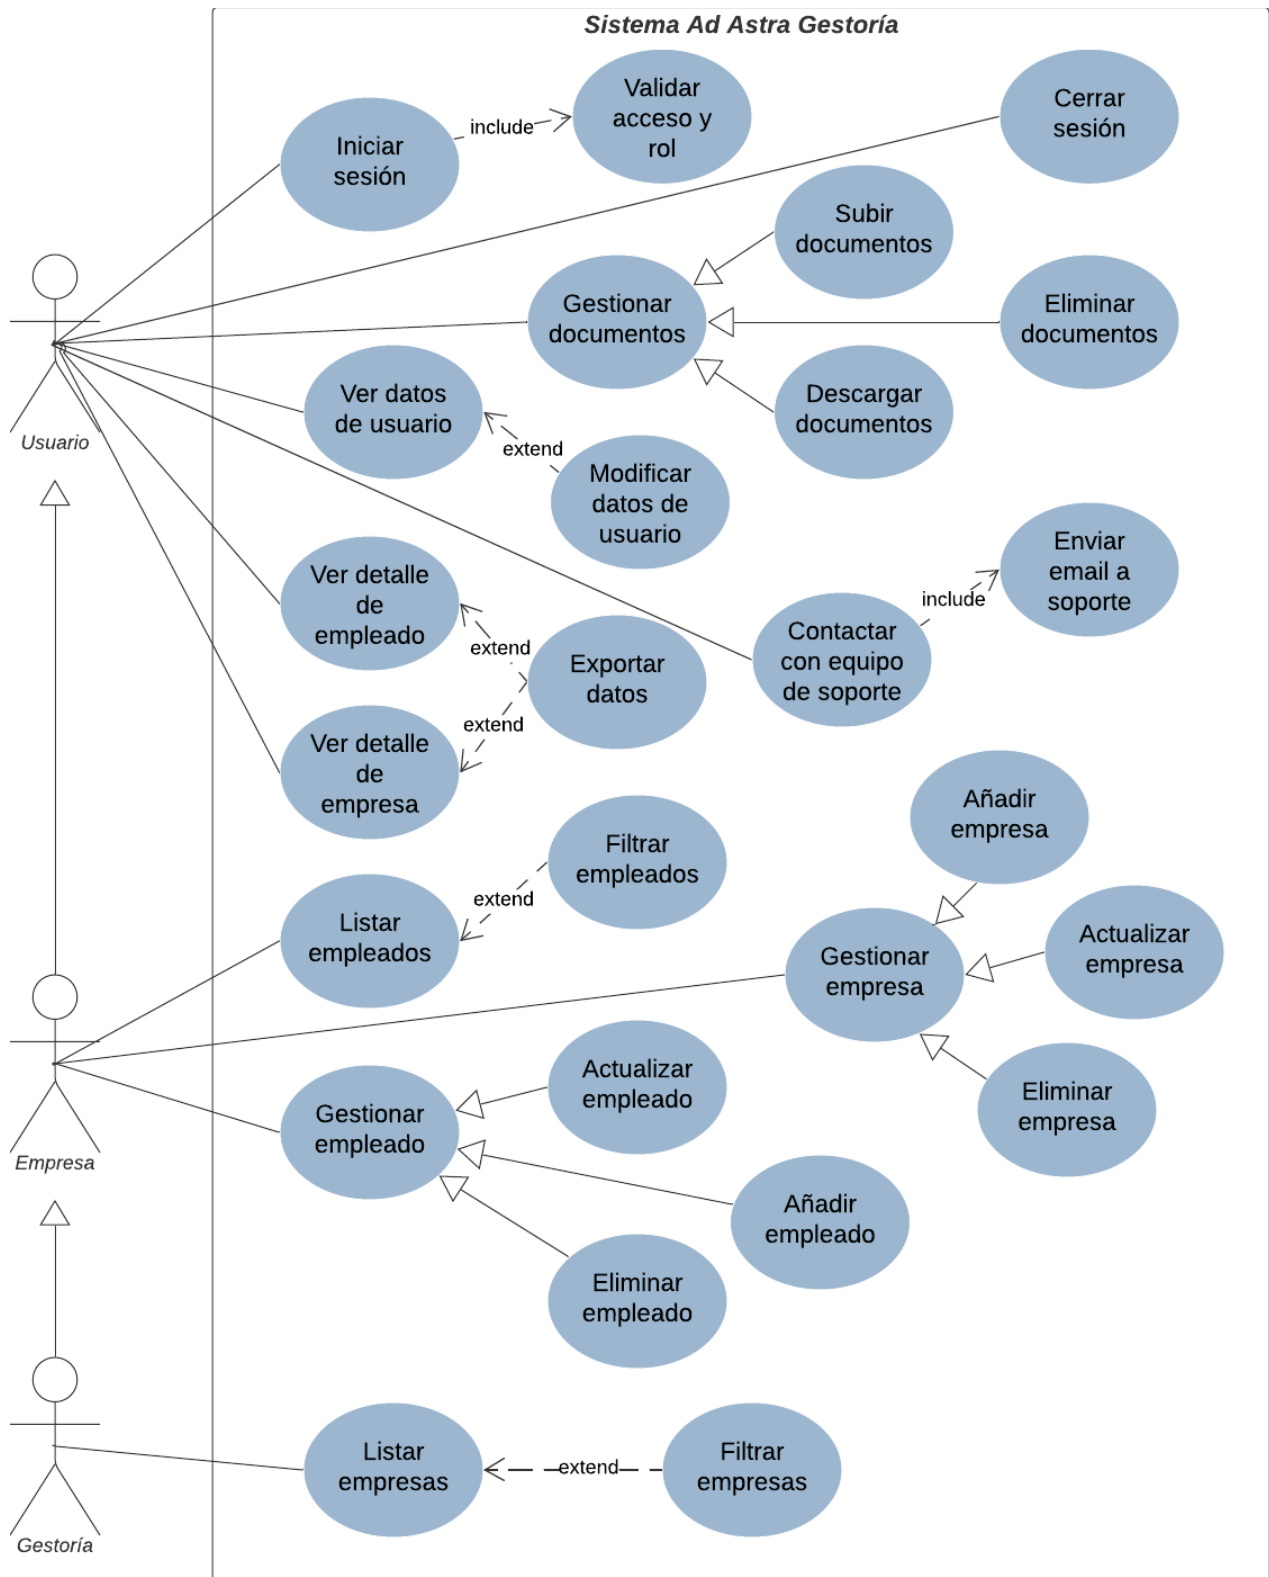 Sistema Ad Astra Gestoría
Validar
acceso y
rol
Cerrar
sesión
include
Iniciar
sesión
Subir
documentos
Gestionar
documentos
Eliminar
documentos
Ver datos
de usuario
Descargar
documentos
Usuario
extend
Modificar
datos de
usuario
Enviar
email a
soporte
Ver detalle
de
empleado
include
extend
Exportar
datos
Contactar
con equipo
de soporte
extend
Ver detalle
de
empresa
Añadir
empresa
Filtrar
empleados
extend
Listar
empleados
Gestionar
empresa
Actualizar
empresa
Actualizar
empleado
Gestionar
empleado
Eliminar
empresa
Empresa
Añadir
empleado
Eliminar
empleado
Listar
empresas
extend
Filtrar
empresas
Gestoría